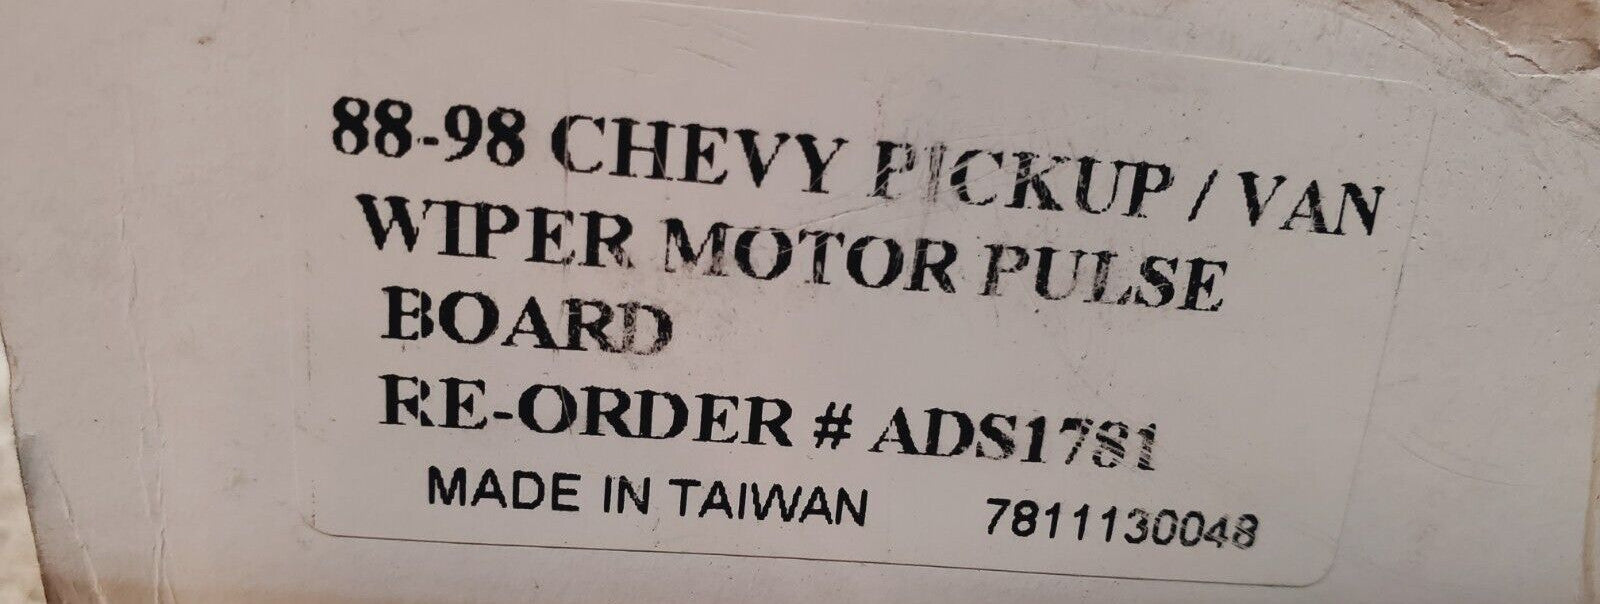 88-98 CHEVY PICKUP / VAN
WIPER MOTOR PULSE
BOARD
RE-ORDER # ADS1781
MADE IN TAIWAN 7811130048